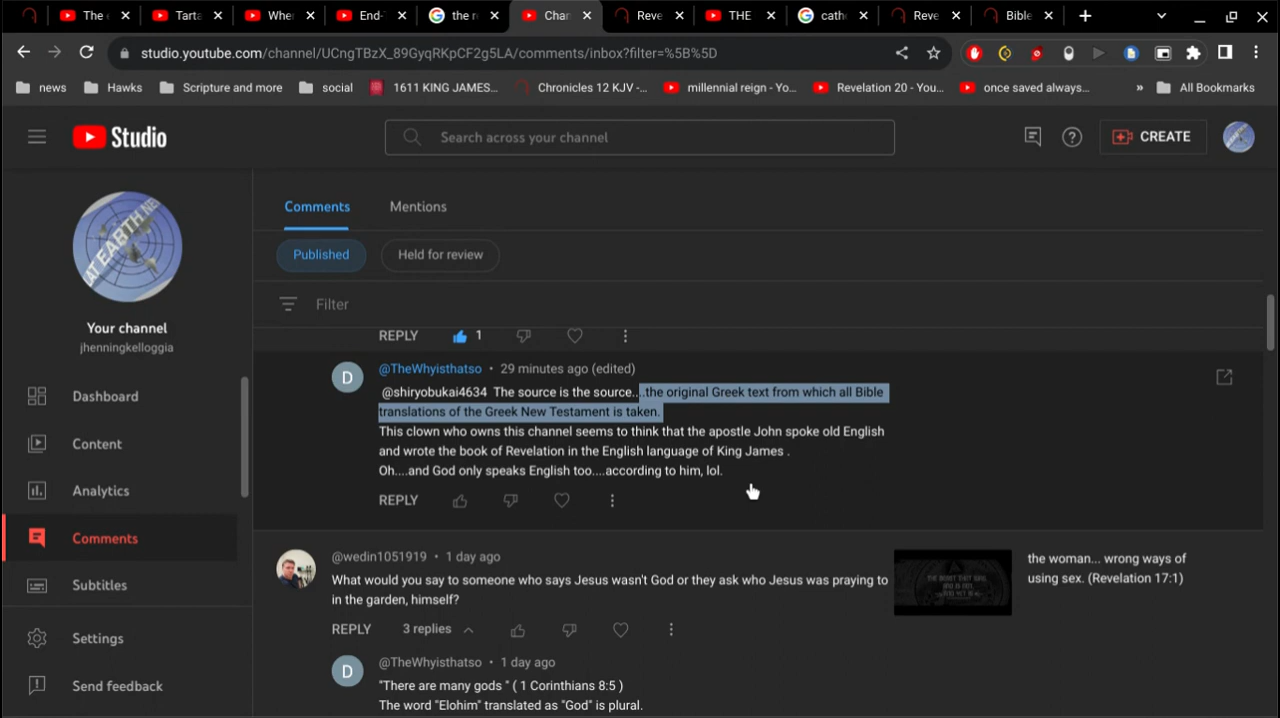 The
Tarta
Whe
End-T
the r
Char
Reve
THE
cath
Reve
Bible
studio.youtube.com/channel/UCngTBzX_89GyqRKpCF2g5LA/comments/inbox?filter=%5B%5D
news
Hawks
Scripture and more
social
1611 KING JAMES...
Chronicles 12 KJV -...
millennial reign - Yo...
Revelation 20 - You...
once saved always...
»
All Bookmarks
Studio
Search across your channel
CREATE
AT EARTH NE
Your channel
jhenningkelloggia
Dashboard
Content
Analytics
Comments
Subtitles
Settings
Send feedback
Comments
Mentions
Published
Held for review
Filter
REPLY 1
D
@TheWhyisthatso • 29 minutes ago (edited)
@shiryobukai4634 The source is the source....the original Greek text from which all Bible
translations of the Greek New Testament is taken.
This clown who owns this channel seems to think that the apostle John spoke old English
and wrote the book of Revelation in the English language of King James .
Oh....and God only speaks English too....according to him, lol.
REPLY
@wedin1051919 • 1 day ago
What would you say to someone who says Jesus wasn't God or they ask who Jesus was praying to
in the garden, himself?
REPLY 3 replies
the woman... wrong ways of
using sex. (Revelation 17:1)
D
@TheWhyisthatso • 1 day ago
"There are many gods " ( 1 Corinthians 8:5 )
The word "Elohim" translated as "God" is plural.